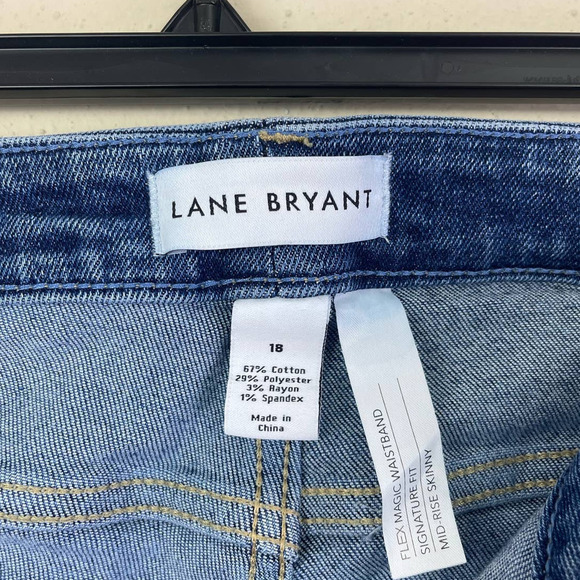 LANE BRYANT
18
67% Cotton
29% Polyester
3% Rayon
1% Spandex
Made in
China
FLEX MAGIC WAISTBAND
SIGNATURE FIT
MID-RISE SKINNY